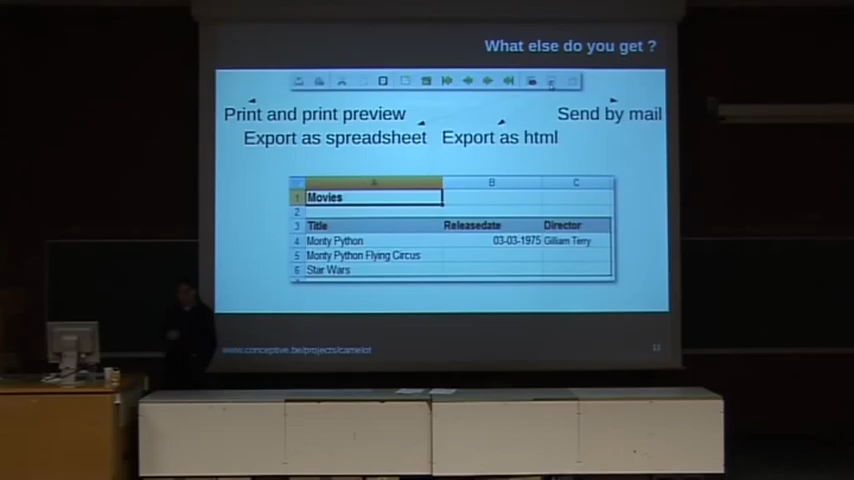 What else do you get ?
Print and print preview
Send by mail
Export as spreadsheet
Export as html
A B C
1 Movies
2
3 Title Releasedate Director
4 Monty Python 03-03-1975 Gilliam Terry
5 Monty Python Flying Circus
6 Star Wars
www.conceptive.be/projects/camelot